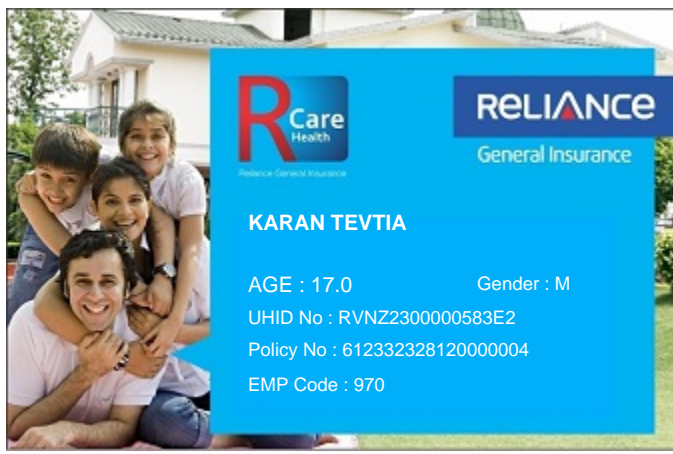 R Care
Health
Reliance General Insurance
RELIANCE
General Insurance
KARAN TEVTIA
AGE : 17.0 Gender : M
UHID No : RVNZ2300000583E2
Policy No : 612332328120000004
EMP Code : 970